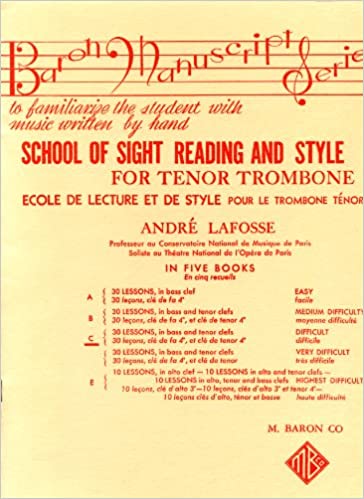 Baron Manuscript Serie
to familiarize the student with
music written by hand
SCHOOL OF SIGHT READING AND STYLE
FOR TENOR TROMBONE
ECOLE DE LECTURE ET DE STYLE POUR LE TROMBONE TÉNOR
ANDRÉ LAFOSSE
Professeur au Conservatoire National de Musique de Paris
Soliste au Théatre National de l'Opéra de Paris
IN FIVE BOOKS
En cinq recueils
A 30 LESSONS, in bass clef EASY
30 leçons, clé de fa 4e facile
B 30 LESSONS, in bass and tenor clefs MEDIUM DIFFICULTY
30 leçons, clé de fa 4e, et clé de tenor 4e moyenne difficulté
C 30 LESSONS, in bass and tenor clefs DIFFICULT
30 leçons, clé de fa 4e, et clé de tenor 4e difficile
30 LESSONS, in bass and tenor clefs VERY DIFFICULT
30 leçons, clé de fa 4e, et clé de tenor très difficile
10 LESSONS, in alto clef — 10 LESSONS in alto and tenor clefs —
E 10 LESSONS in alto, tenor and bass clefs HIGHEST DIFFICULTY
10 leçons, clé d'alto 3e — 10 leçons, clés d'alto 3e et tenor 4e —
10 leçons clés d'alto, ténor et basse haute difficulté
M. BARON CO
MB
CO